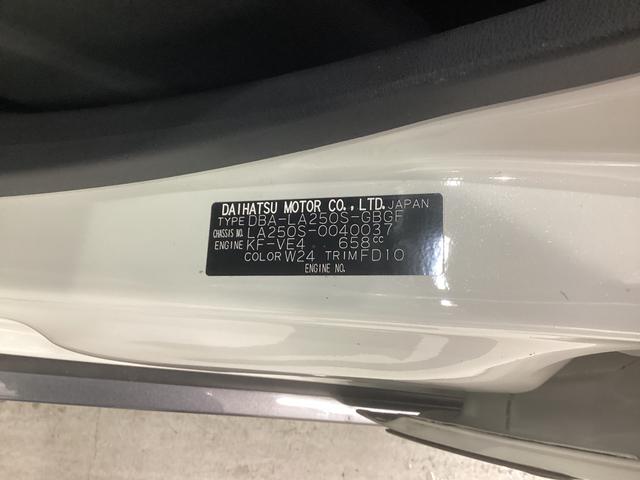 DAIHATSU MOTOR CO.,LTD. JAPAN
TYPE DBA-LA250S-GBGF
CHASSIS NO. LA250S-0040037
ENGINE KF-VE4 658cc
COLOR W24 TRIM FD10
ENGINE NO.